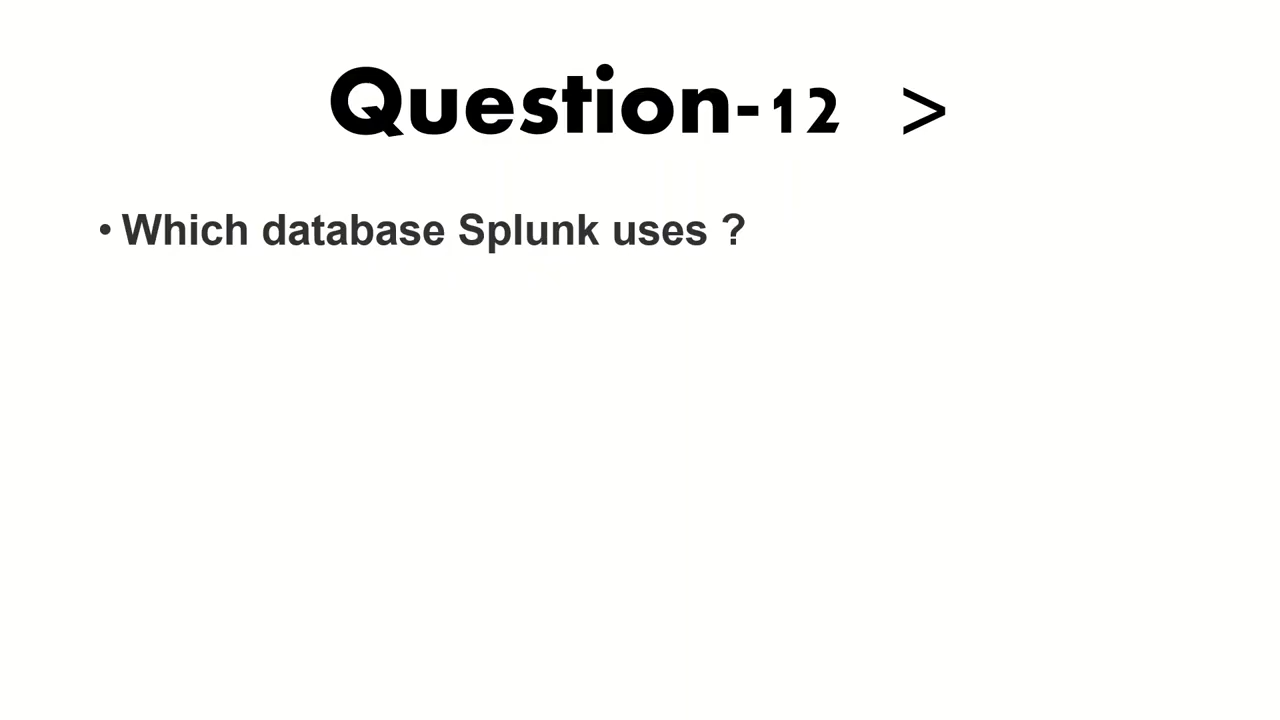 Question-12 >
• Which database Splunk uses ?